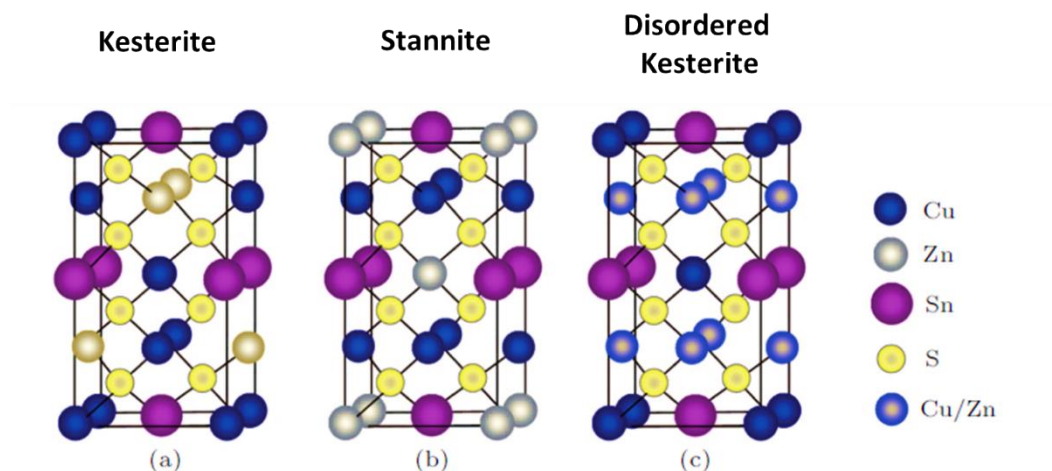 Kesterite
Stannite
Disordered
Kesterite
Cu
Zn
Sn
S
Cu/Zn
(a)
(b)
(c)